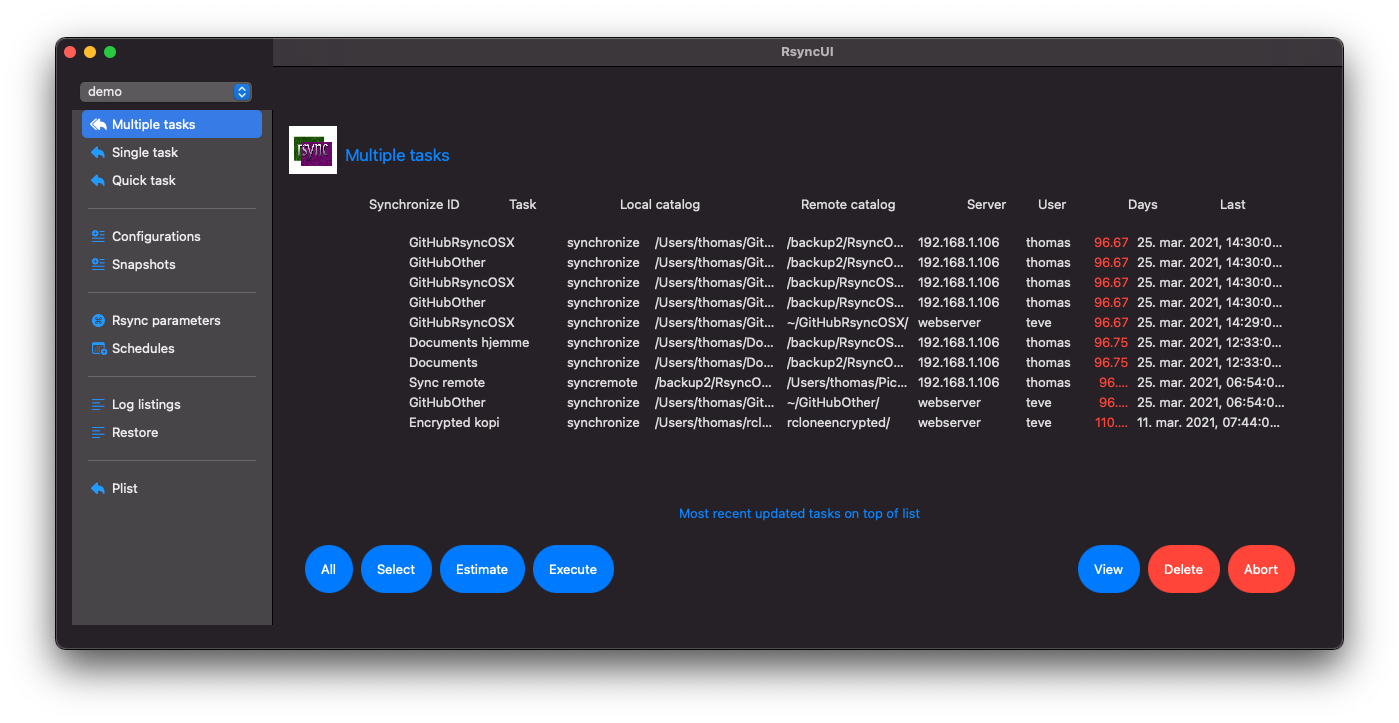 RsyncUI
demo
Multiple tasks
Single task
Quick task
Configurations
Snapshots
Rsync parameters
Schedules
Log listings
Restore
Plist
rsync
Multiple tasks
Synchronize ID Task Local catalog Remote catalog Server User Days Last
GitHubRsyncOSX synchronize /Users/thomas/Git... /backup2/RsyncO... 192.168.1.106 thomas 96.67 25. mar. 2021, 14:30:0...
GitHubOther synchronize /Users/thomas/Git... /backup2/RsyncO... 192.168.1.106 thomas 96.67 25. mar. 2021, 14:30:0...
GitHubRsyncOSX synchronize /Users/thomas/Git... /backup/RsyncOS... 192.168.1.106 thomas 96.67 25. mar. 2021, 14:30:0...
GitHubOther synchronize /Users/thomas/Git... /backup/RsyncOS... 192.168.1.106 thomas 96.67 25. mar. 2021, 14:30:0...
GitHubRsyncOSX synchronize /Users/thomas/Git... ~/GitHubRsyncOSX/ webserver teve 96.67 25. mar. 2021, 14:29:0...
Documents hjemme synchronize /Users/thomas/Do... /backup/RsyncOS... 192.168.1.106 thomas 96.75 25. mar. 2021, 12:33:0...
Documents synchronize /Users/thomas/Do... /backup2/RsyncO... 192.168.1.106 thomas 96.75 25. mar. 2021, 12:33:0...
Sync remote syncremote /backup2/RsyncO... /Users/thomas/Pic... 192.168.1.106 thomas 96.... 25. mar. 2021, 06:54:0...
GitHubOther synchronize /Users/thomas/Git... ~/GitHubOther/ webserver teve 96.... 25. mar. 2021, 06:54:0...
Encrypted kopi synchronize /Users/thomas/rcl... rcloneencrypted/ webserver teve 110.... 11. mar. 2021, 07:44:0...
Most recent updated tasks on top of list
All Select Estimate Execute View Delete Abort